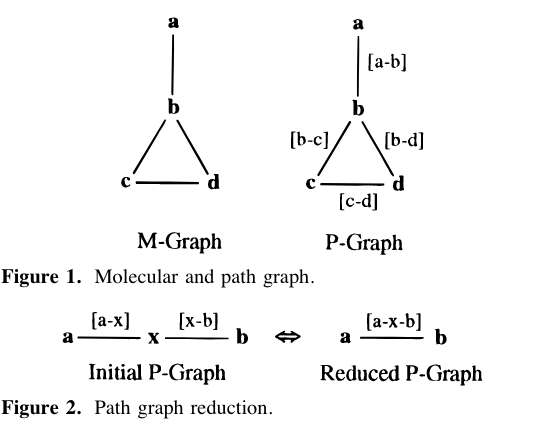 a a
[a-b]
b b
[b-c] [b-d]
c d c d
[c-d]
M-Graph P-Graph
Figure 1. Molecular and path graph.
[a-x] [x-b] [a-x-b]
a x b ⇔ a b
Initial P-Graph Reduced P-Graph
Figure 2. Path graph reduction.